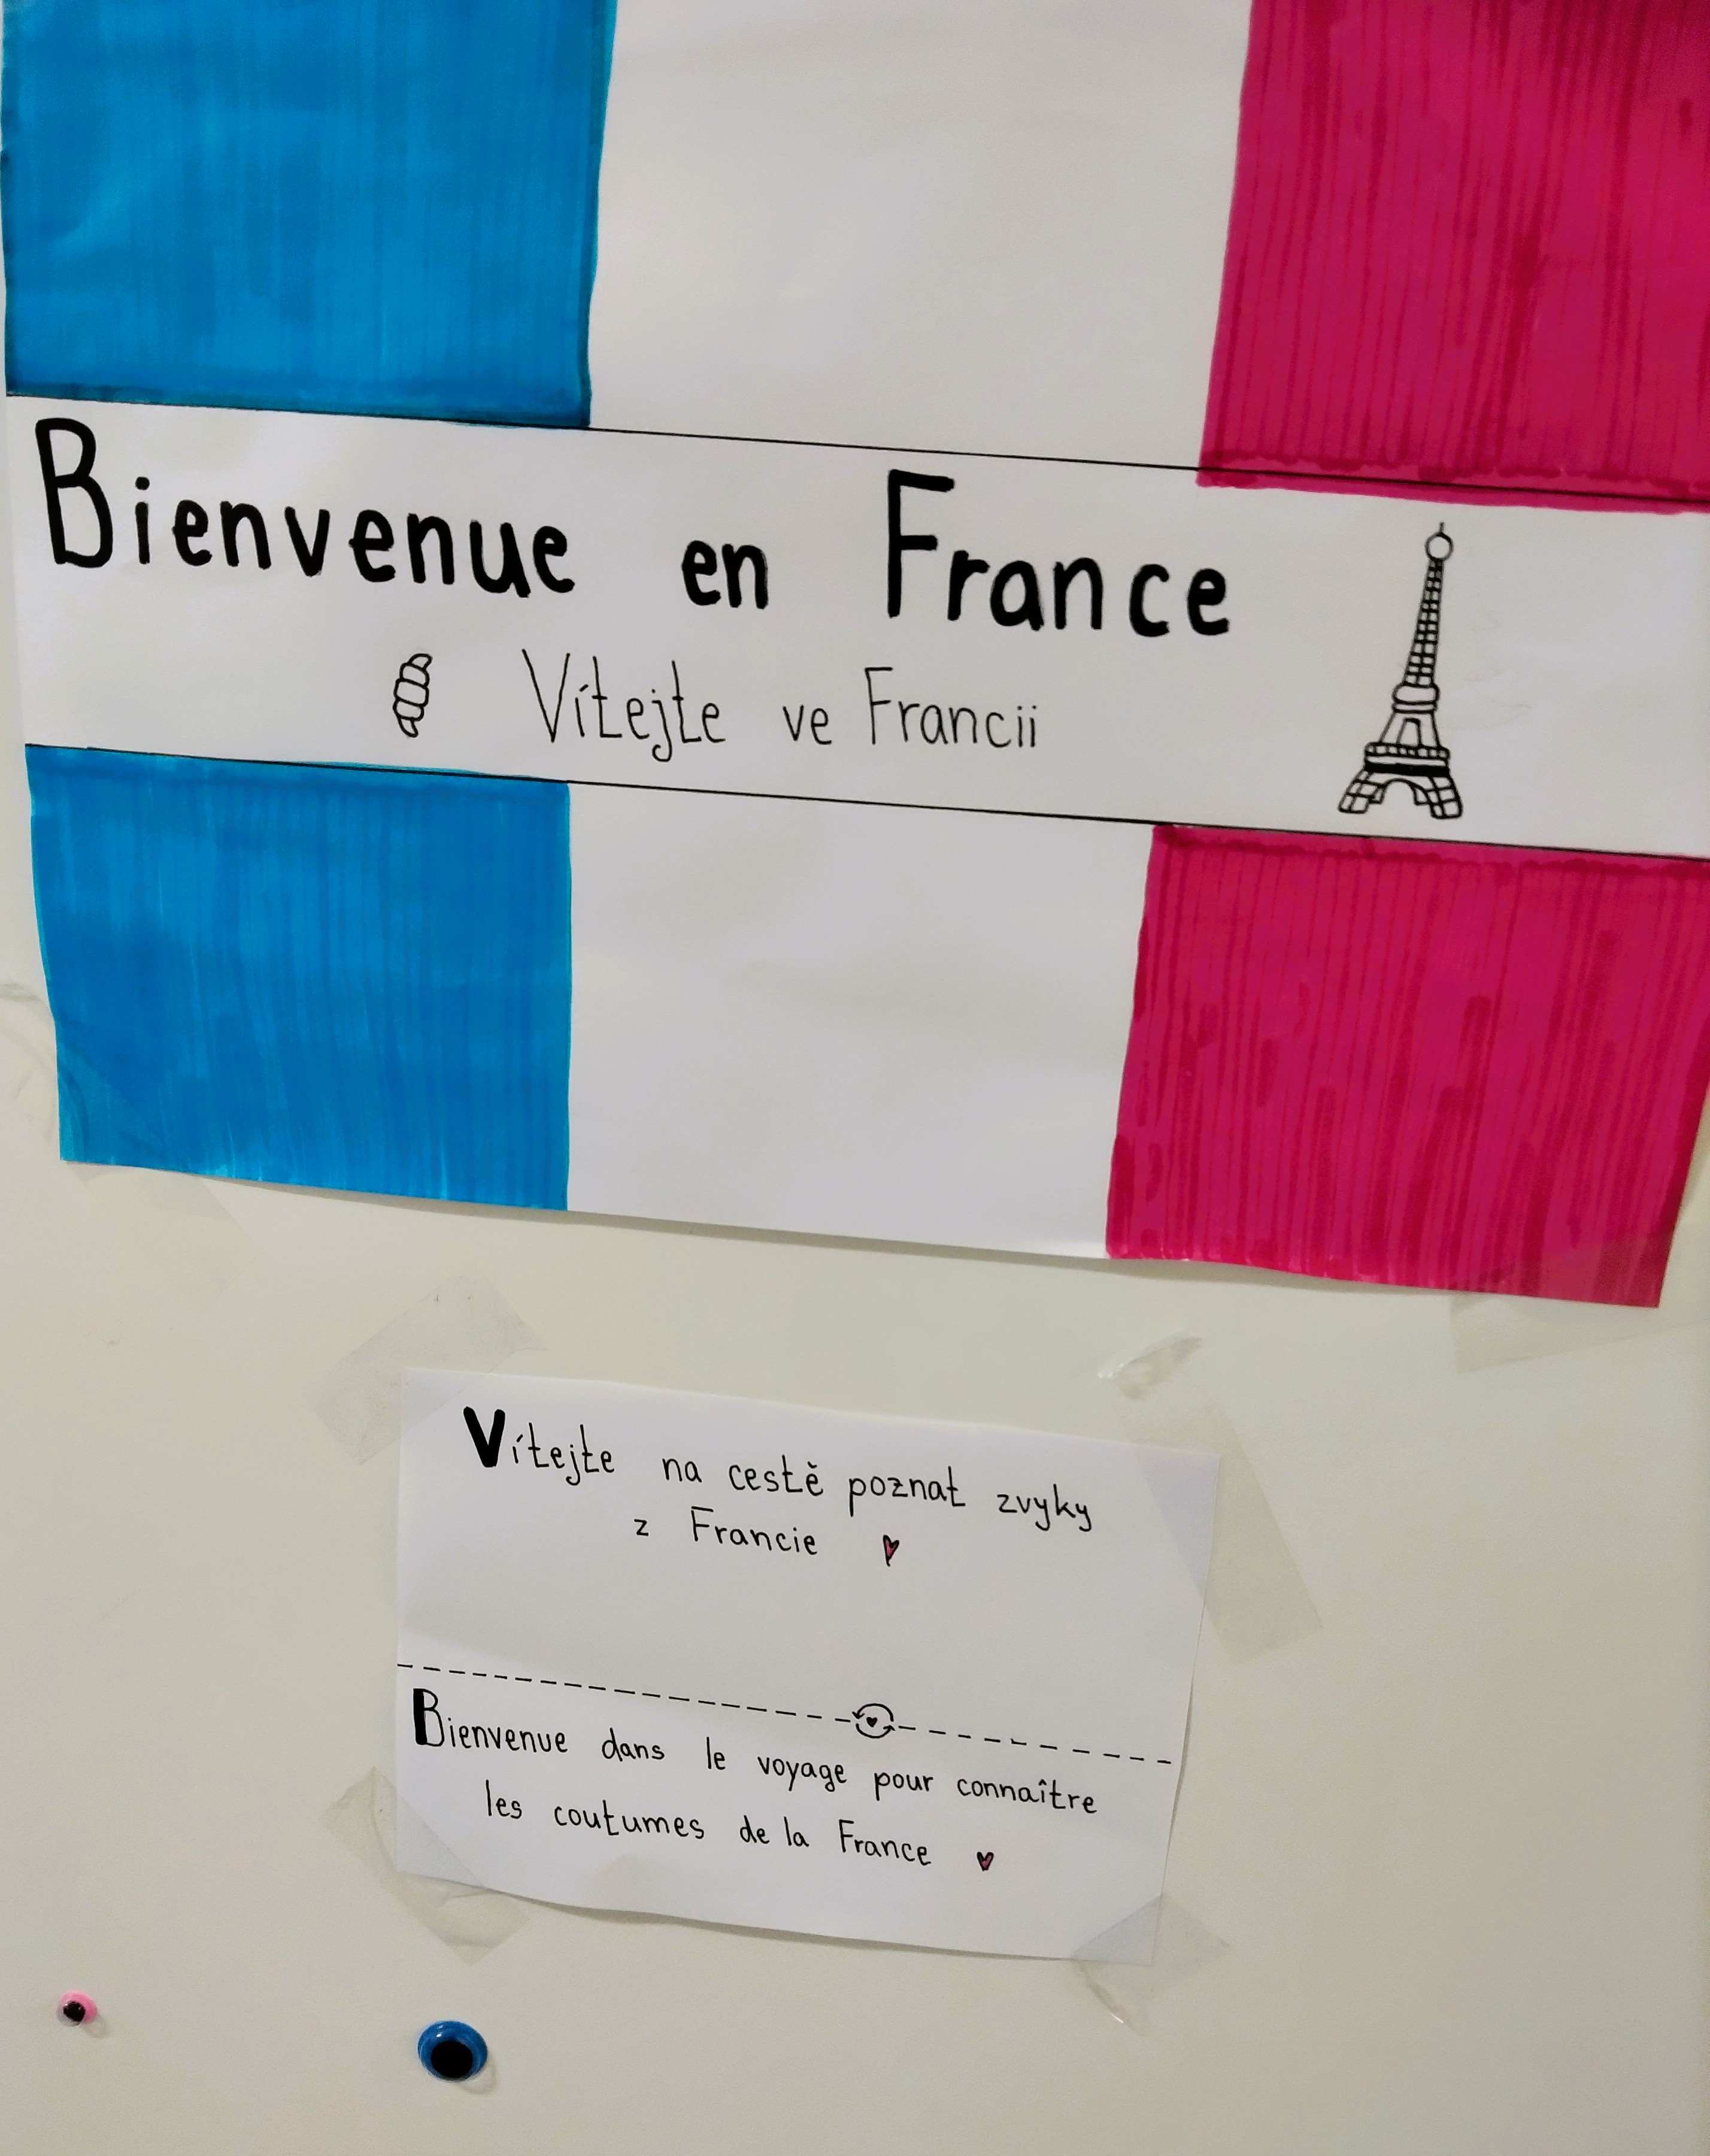 Bienvenue en France
Vítejte ve Francii
Vítejte na cestě poznat zvyky
z Francie
Bienvenue dans le voyage pour connaître
les coutumes de la France